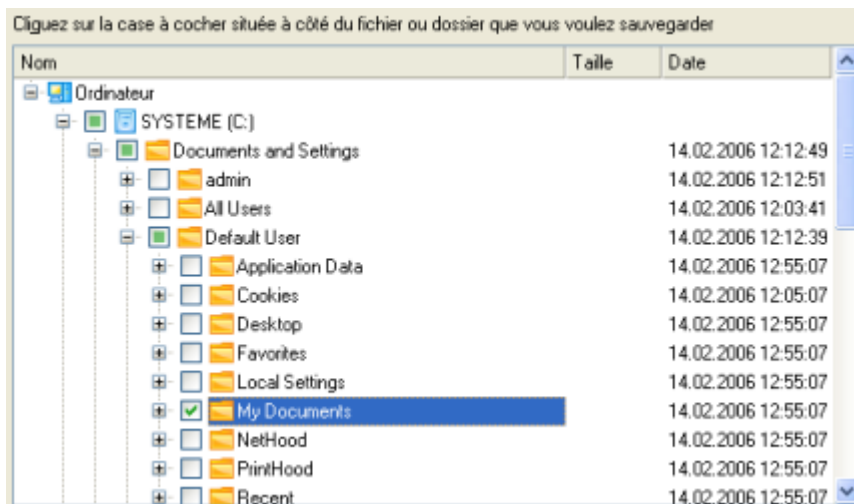 Cliguez sur la case à cocher située à côté du fichier ou dossier que vous voulez sauvegarder
Nom Taille Date
Ordinateur
SYSTEME (C:)
Documents and Settings 14.02.2006 12:12:49
admin 14.02.2006 12:12:51
All Users 14.02.2006 12:03:41
Default User 14.02.2006 12:12:39
Application Data 14.02.2006 12:55:07
Cookies 14.02.2006 12:05:07
Desktop 14.02.2006 12:55:07
Favorites 14.02.2006 12:55:07
Local Settings 14.02.2006 12:55:07
My Documents 14.02.2006 12:55:07
NetHood 14.02.2006 12:55:07
PrintHood 14.02.2006 12:55:07
Recent 14.02.2006 12:55:07